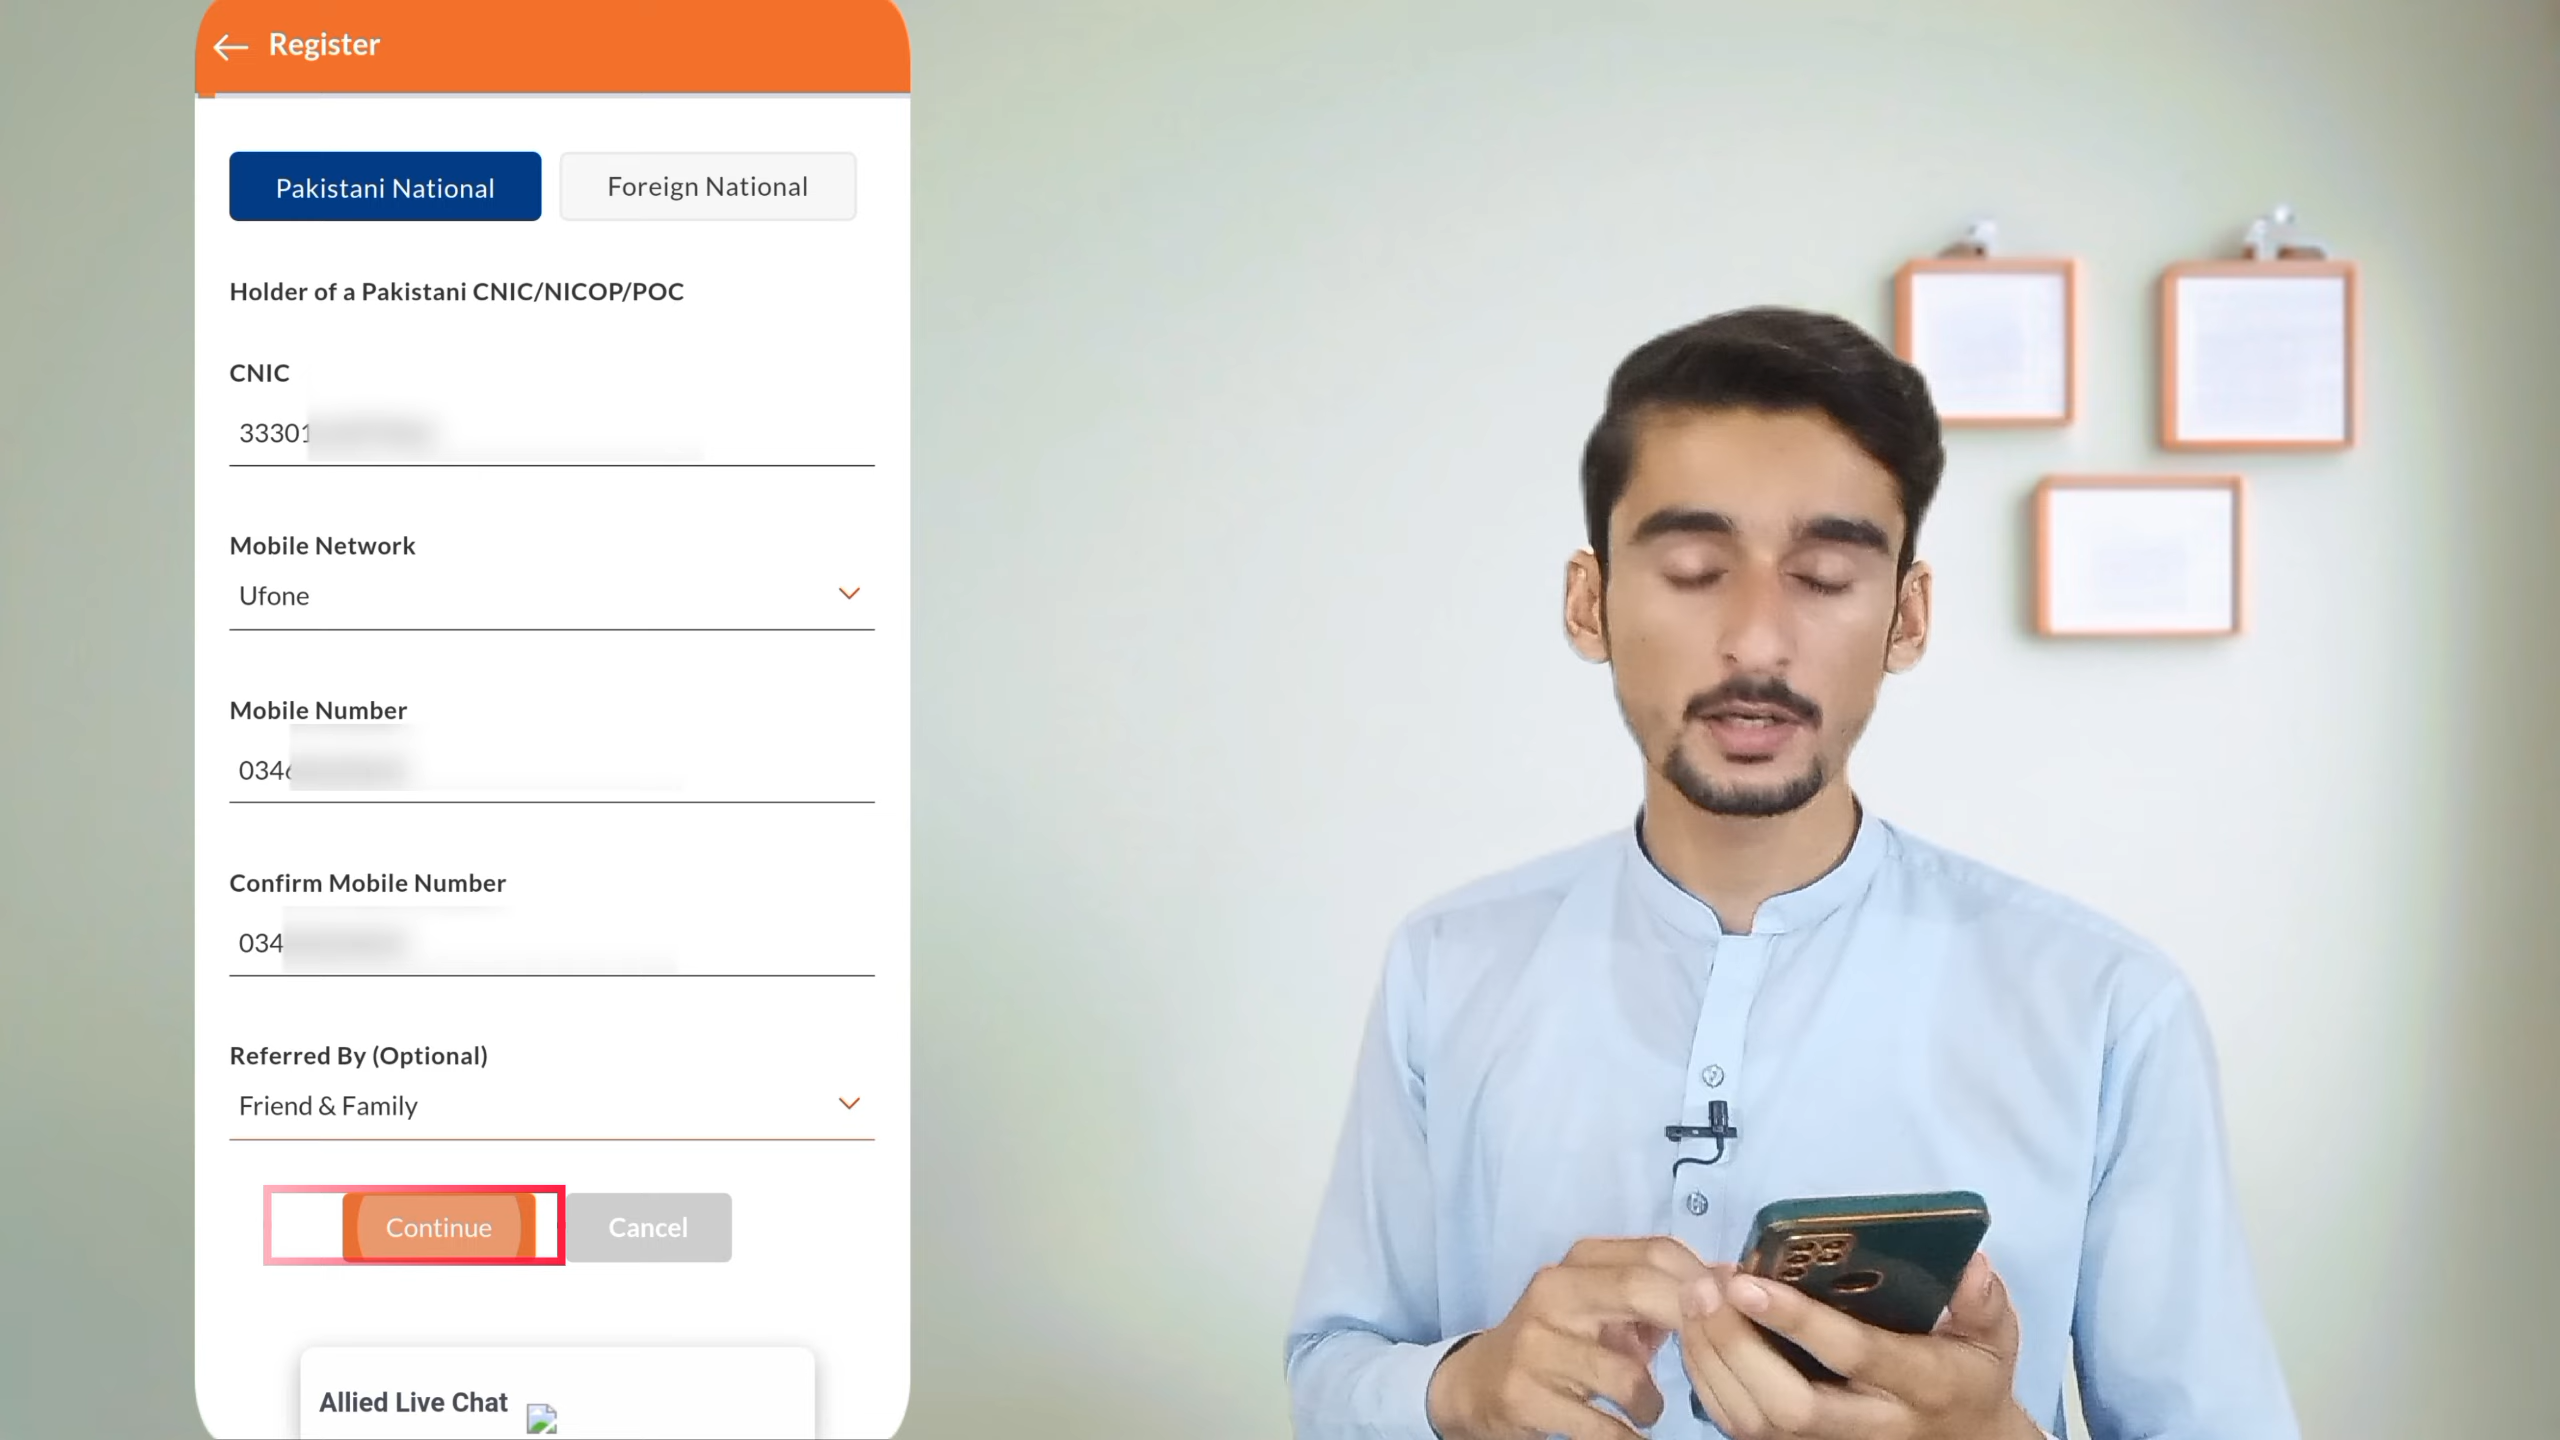 Register
Pakistani National
Foreign National
Holder of a Pakistani CNIC/NICOP/POC
CNIC
33301
Mobile Network
Ufone
Mobile Number
0346
Confirm Mobile Number
034
Referred By (Optional)
Friend & Family
Continue
Cancel
Allied Live Chat